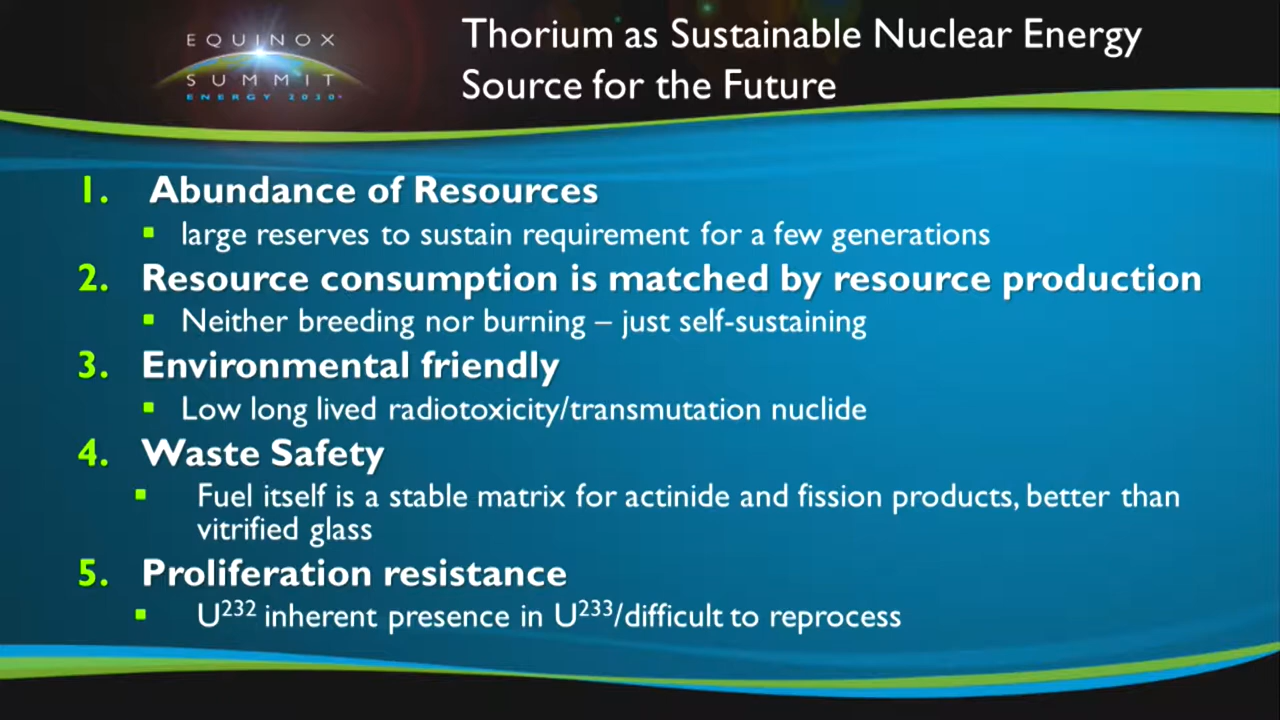 EQUINOX
SUMMIT
ENERGY 2030
Thorium as Sustainable Nuclear Energy
Source for the Future
1. Abundance of Resources
▪ large reserves to sustain requirement for a few generations
2. Resource consumption is matched by resource production
▪ Neither breeding nor burning – just self-sustaining
3. Environmental friendly
▪ Low long lived radiotoxicity/transmutation nuclide
4. Waste Safety
▪ Fuel itself is a stable matrix for actinide and fission products, better than
vitrified glass
5. Proliferation resistance
▪ U²³² inherent presence in U²³³/difficult to reprocess